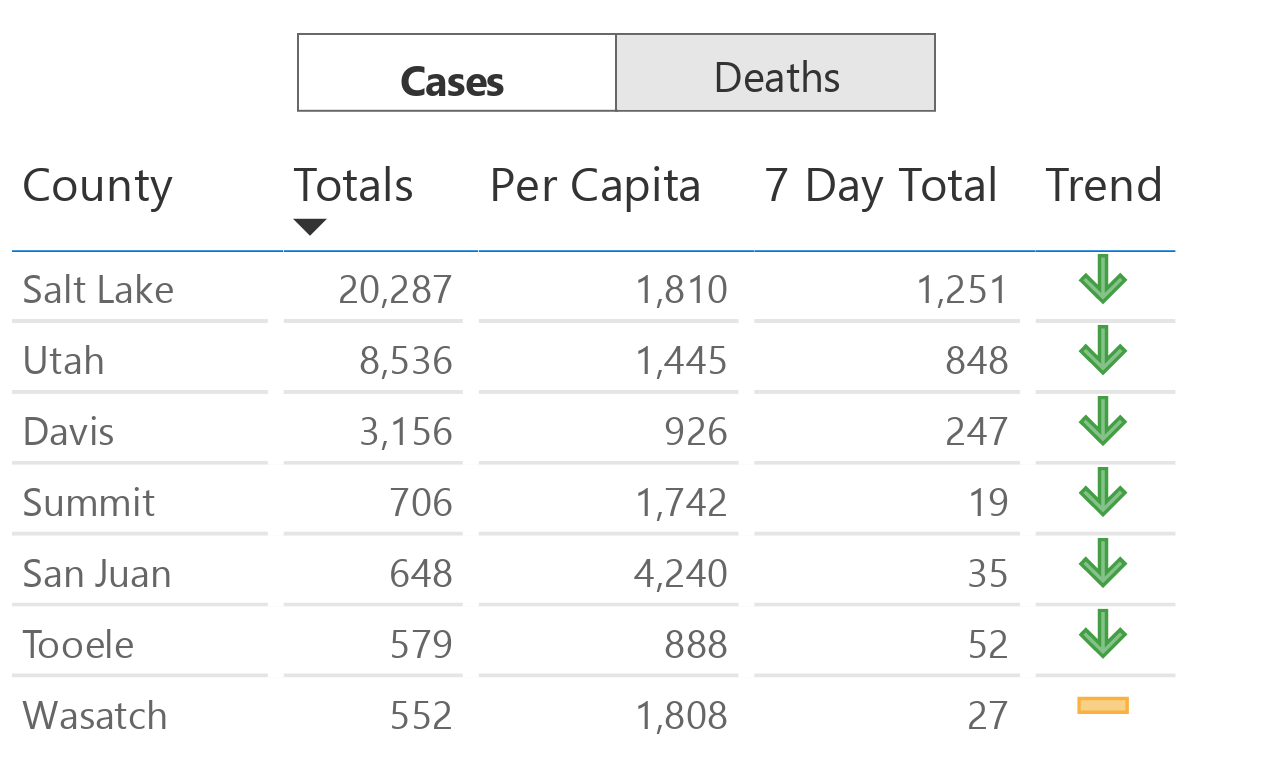 Cases Deaths
County Totals Per Capita 7 Day Total Trend
Salt Lake 20,287 1,810 1,251
Utah 8,536 1,445 848
Davis 3,156 926 247
Summit 706 1,742 19
San Juan 648 4,240 35
Tooele 579 888 52
Wasatch 552 1,808 27